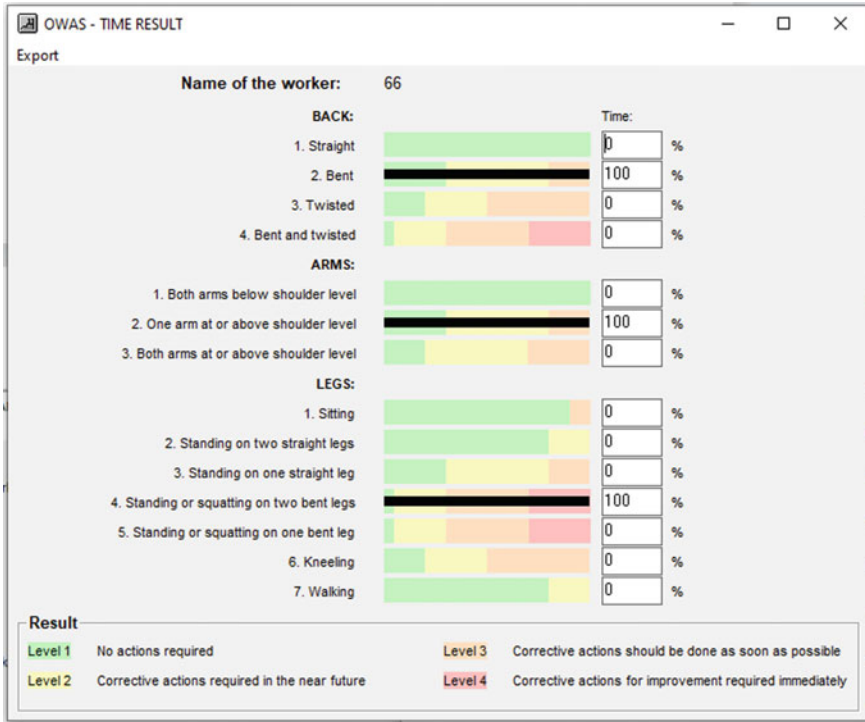 OWAS - TIME RESULT
Export
Name of the worker: 66
BACK: Time:
1. Straight 0 %
2. Bent 100 %
3. Twisted 0 %
4. Bent and twisted 0 %
ARMS:
1. Both arms below shoulder level 0 %
2. One arm at or above shoulder level 100 %
3. Both arms at or above shoulder level 0 %
LEGS:
1. Sitting 0 %
2. Standing on two straight legs 0 %
3. Standing on one straight leg 0 %
4. Standing or squatting on two bent legs 100 %
5. Standing or squatting on one bent leg 0 %
6. Kneeling 0 %
7. Walking 0 %
Result
Level 1 No actions required Level 3 Corrective actions should be done as soon as possible
Level 2 Corrective actions required in the near future Level 4 Corrective actions for improvement required immediately